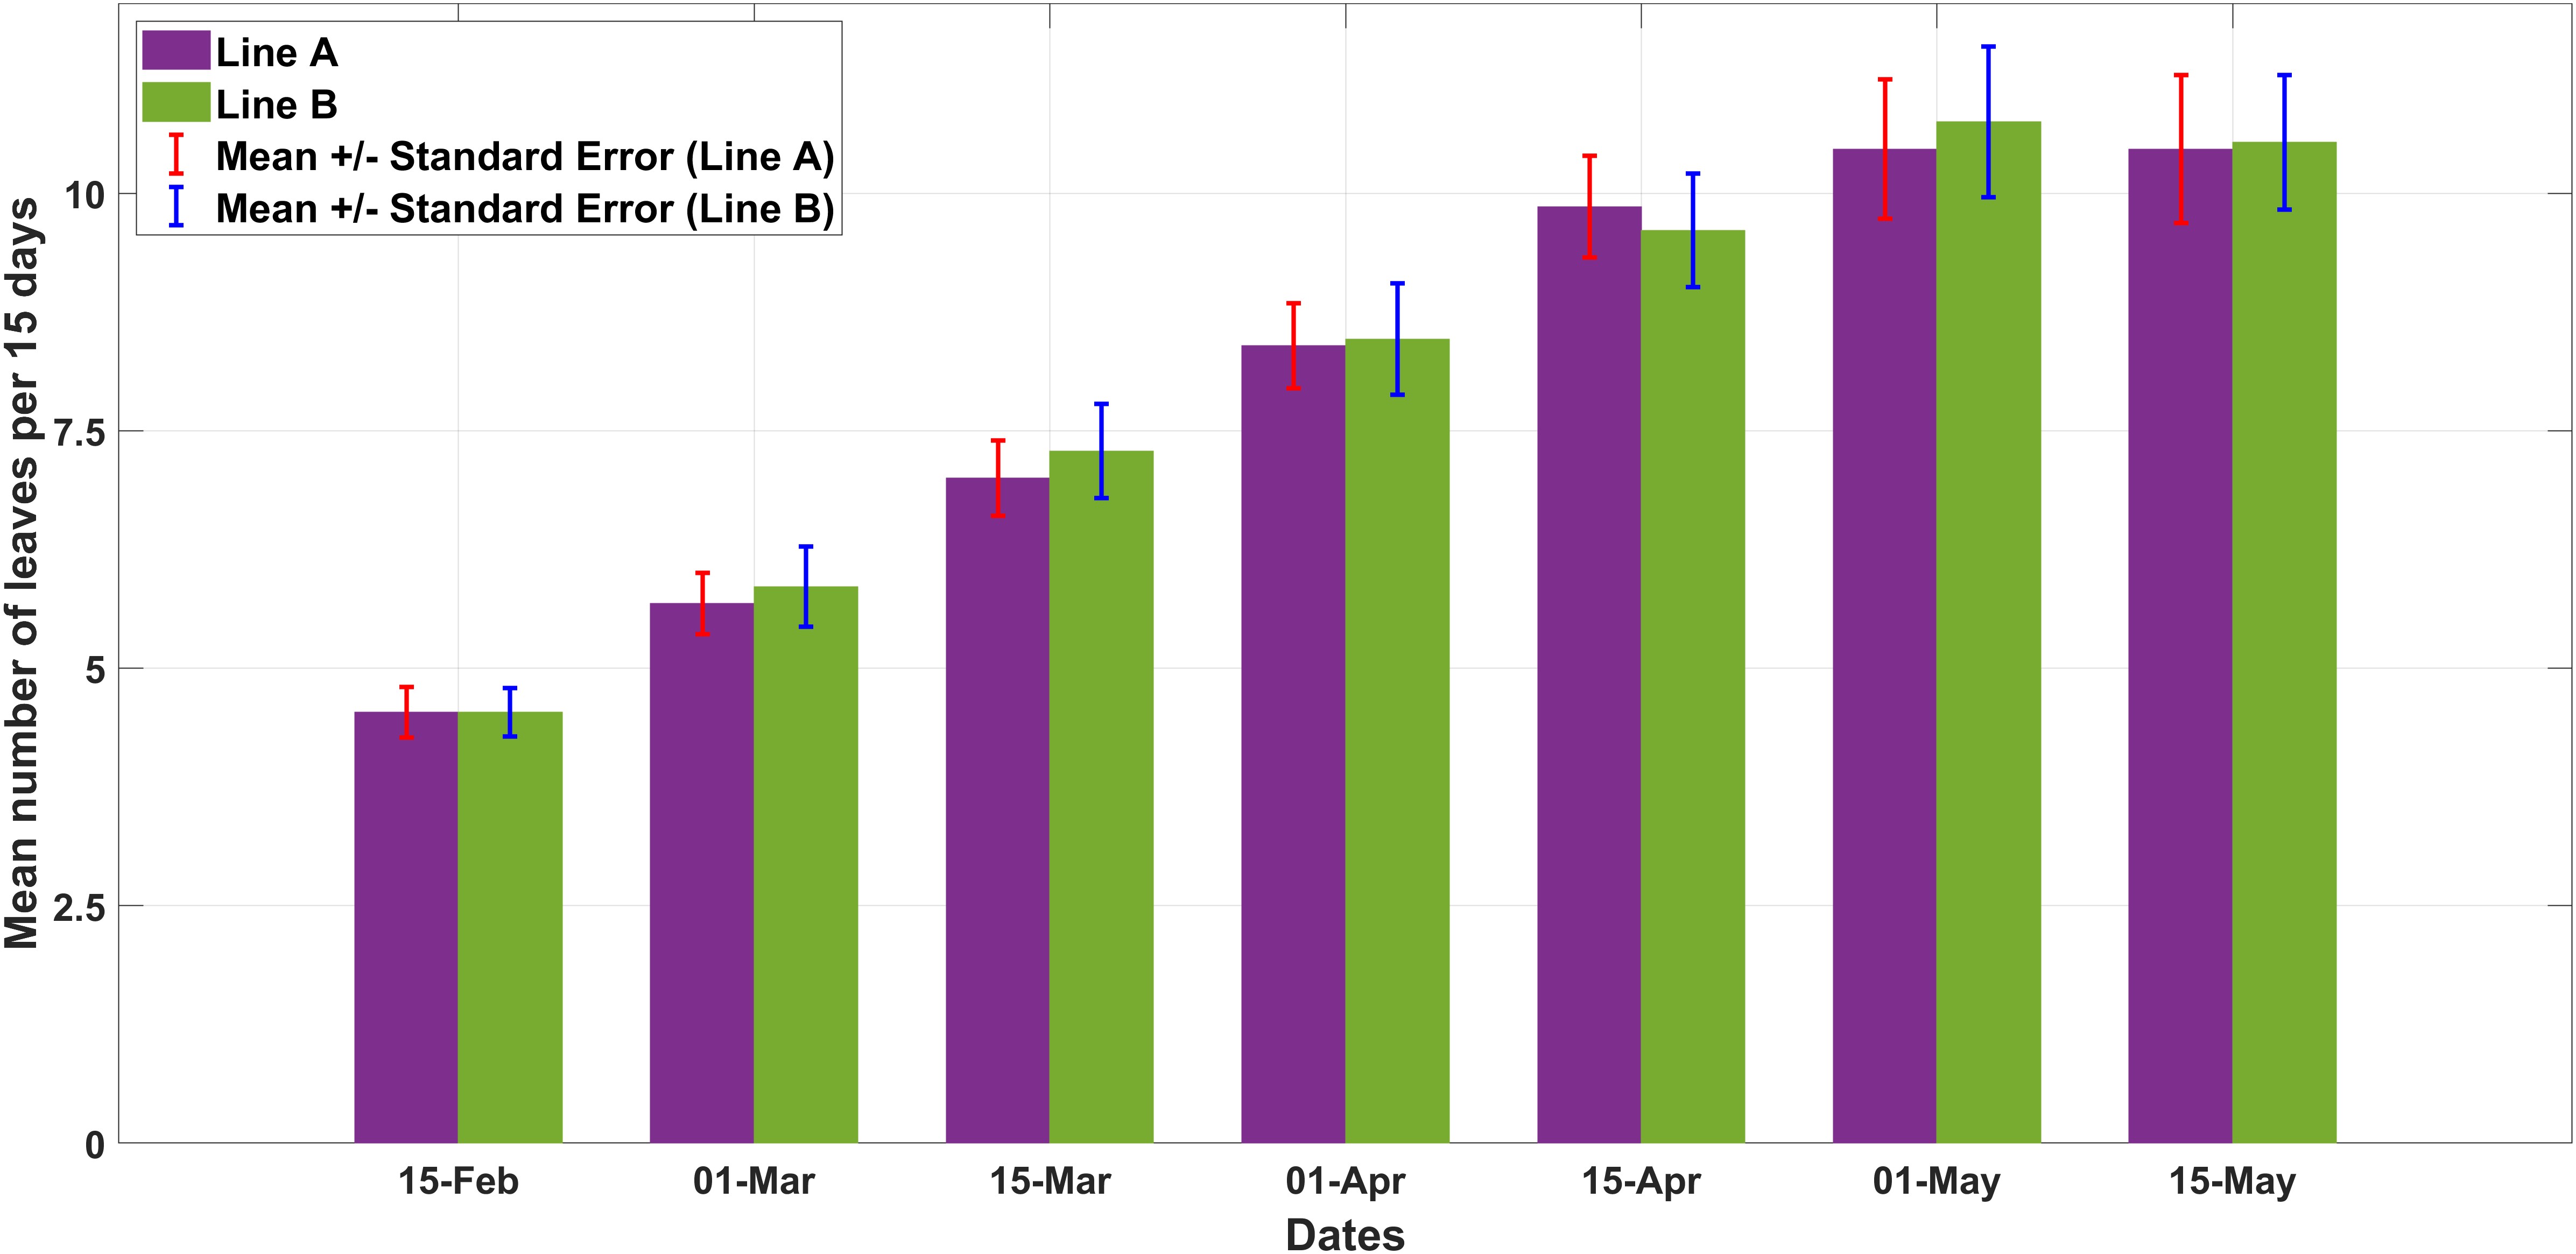 Line A
Line B
Mean +/- Standard Error (Line A)
Mean +/- Standard Error (Line B)
Mean number of leaves per 15 days
10
7.5
5
2.5
0
15-Feb 01-Mar 15-Mar 01-Apr 15-Apr 01-May 15-May
Dates